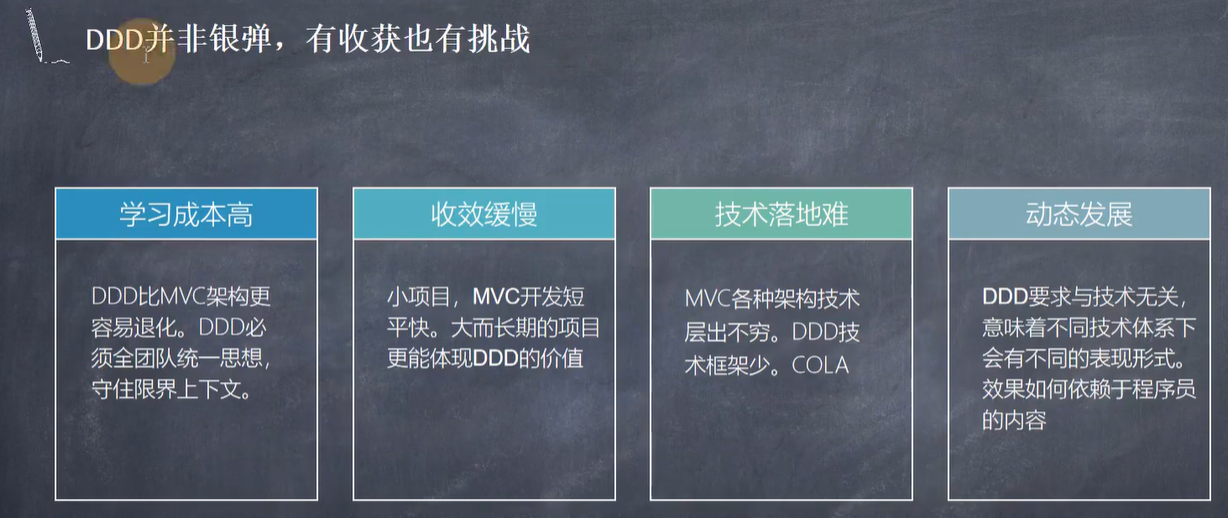 DDD并非银弹，有收获也有挑战
学习成本高
DDD比MVC架构更
容易退化。DDD必
须全团队统一思想，
守住限界上下文。
收效缓慢
小项目，MVC开发短
平快。大而长期的项目
更能体现DDD的价值
技术落地难
MVC各种架构技术
层出不穷。DDD技
术框架少。COLA
动态发展
DDD要求与技术无关，
意味着不同技术体系下
会有不同的表现形式。
效果如何依赖于程序员
的内容